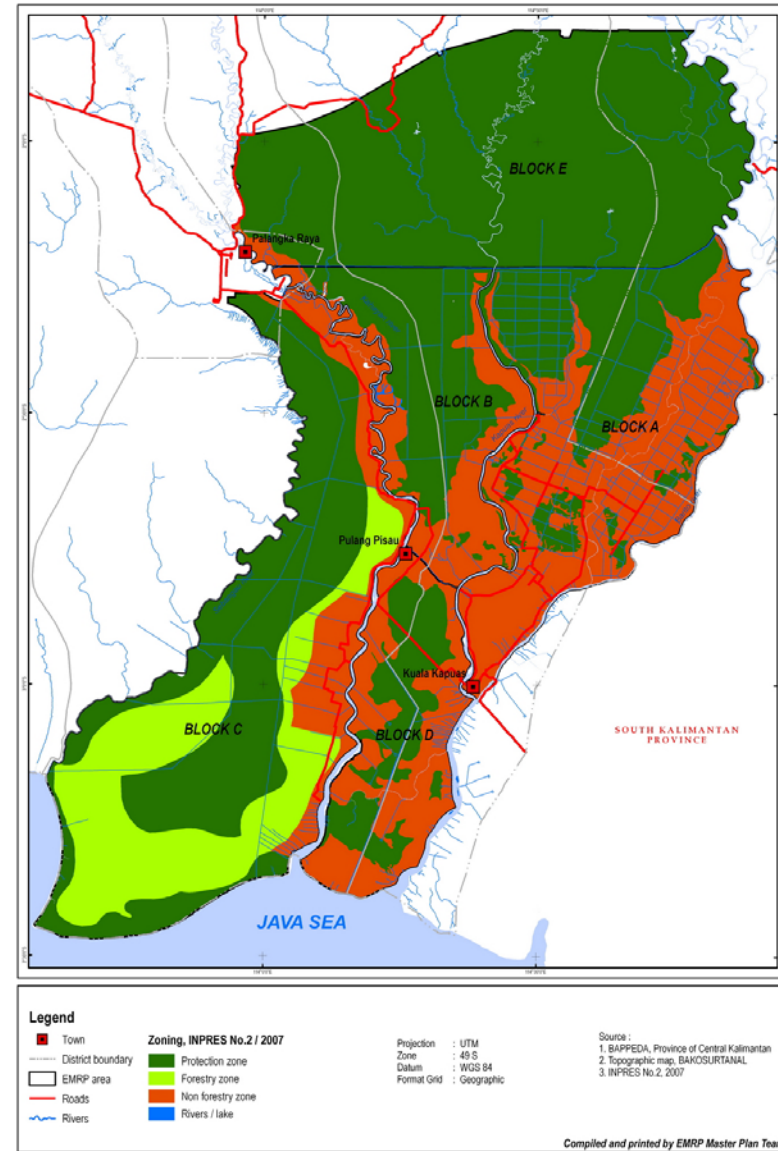 BLOCK E
Palangka Raya
BLOCK B
BLOCK A
Pulang Pisau
Kuala Kapuas
BLOCK C
BLOCK D
SOUTH KALIMANTAN
PROVINCE
JAVA SEA
Legend
Town
District boundary
EMRP area
Roads
Rivers
Zoning, INPRES No.2 / 2007
Protection zone
Forestry zone
Non forestry zone
Rivers / lake
Projection : UTM
Zone : 49 S
Datum : WGS 84
Format Grid : Geographic
Source :
1. BAPPEDA, Province of Central Kalimantan
2. Topographic map, BAKOSURTANAL
3. INPRES No.2, 2007
Compiled and printed by EMRP Master Plan Tea